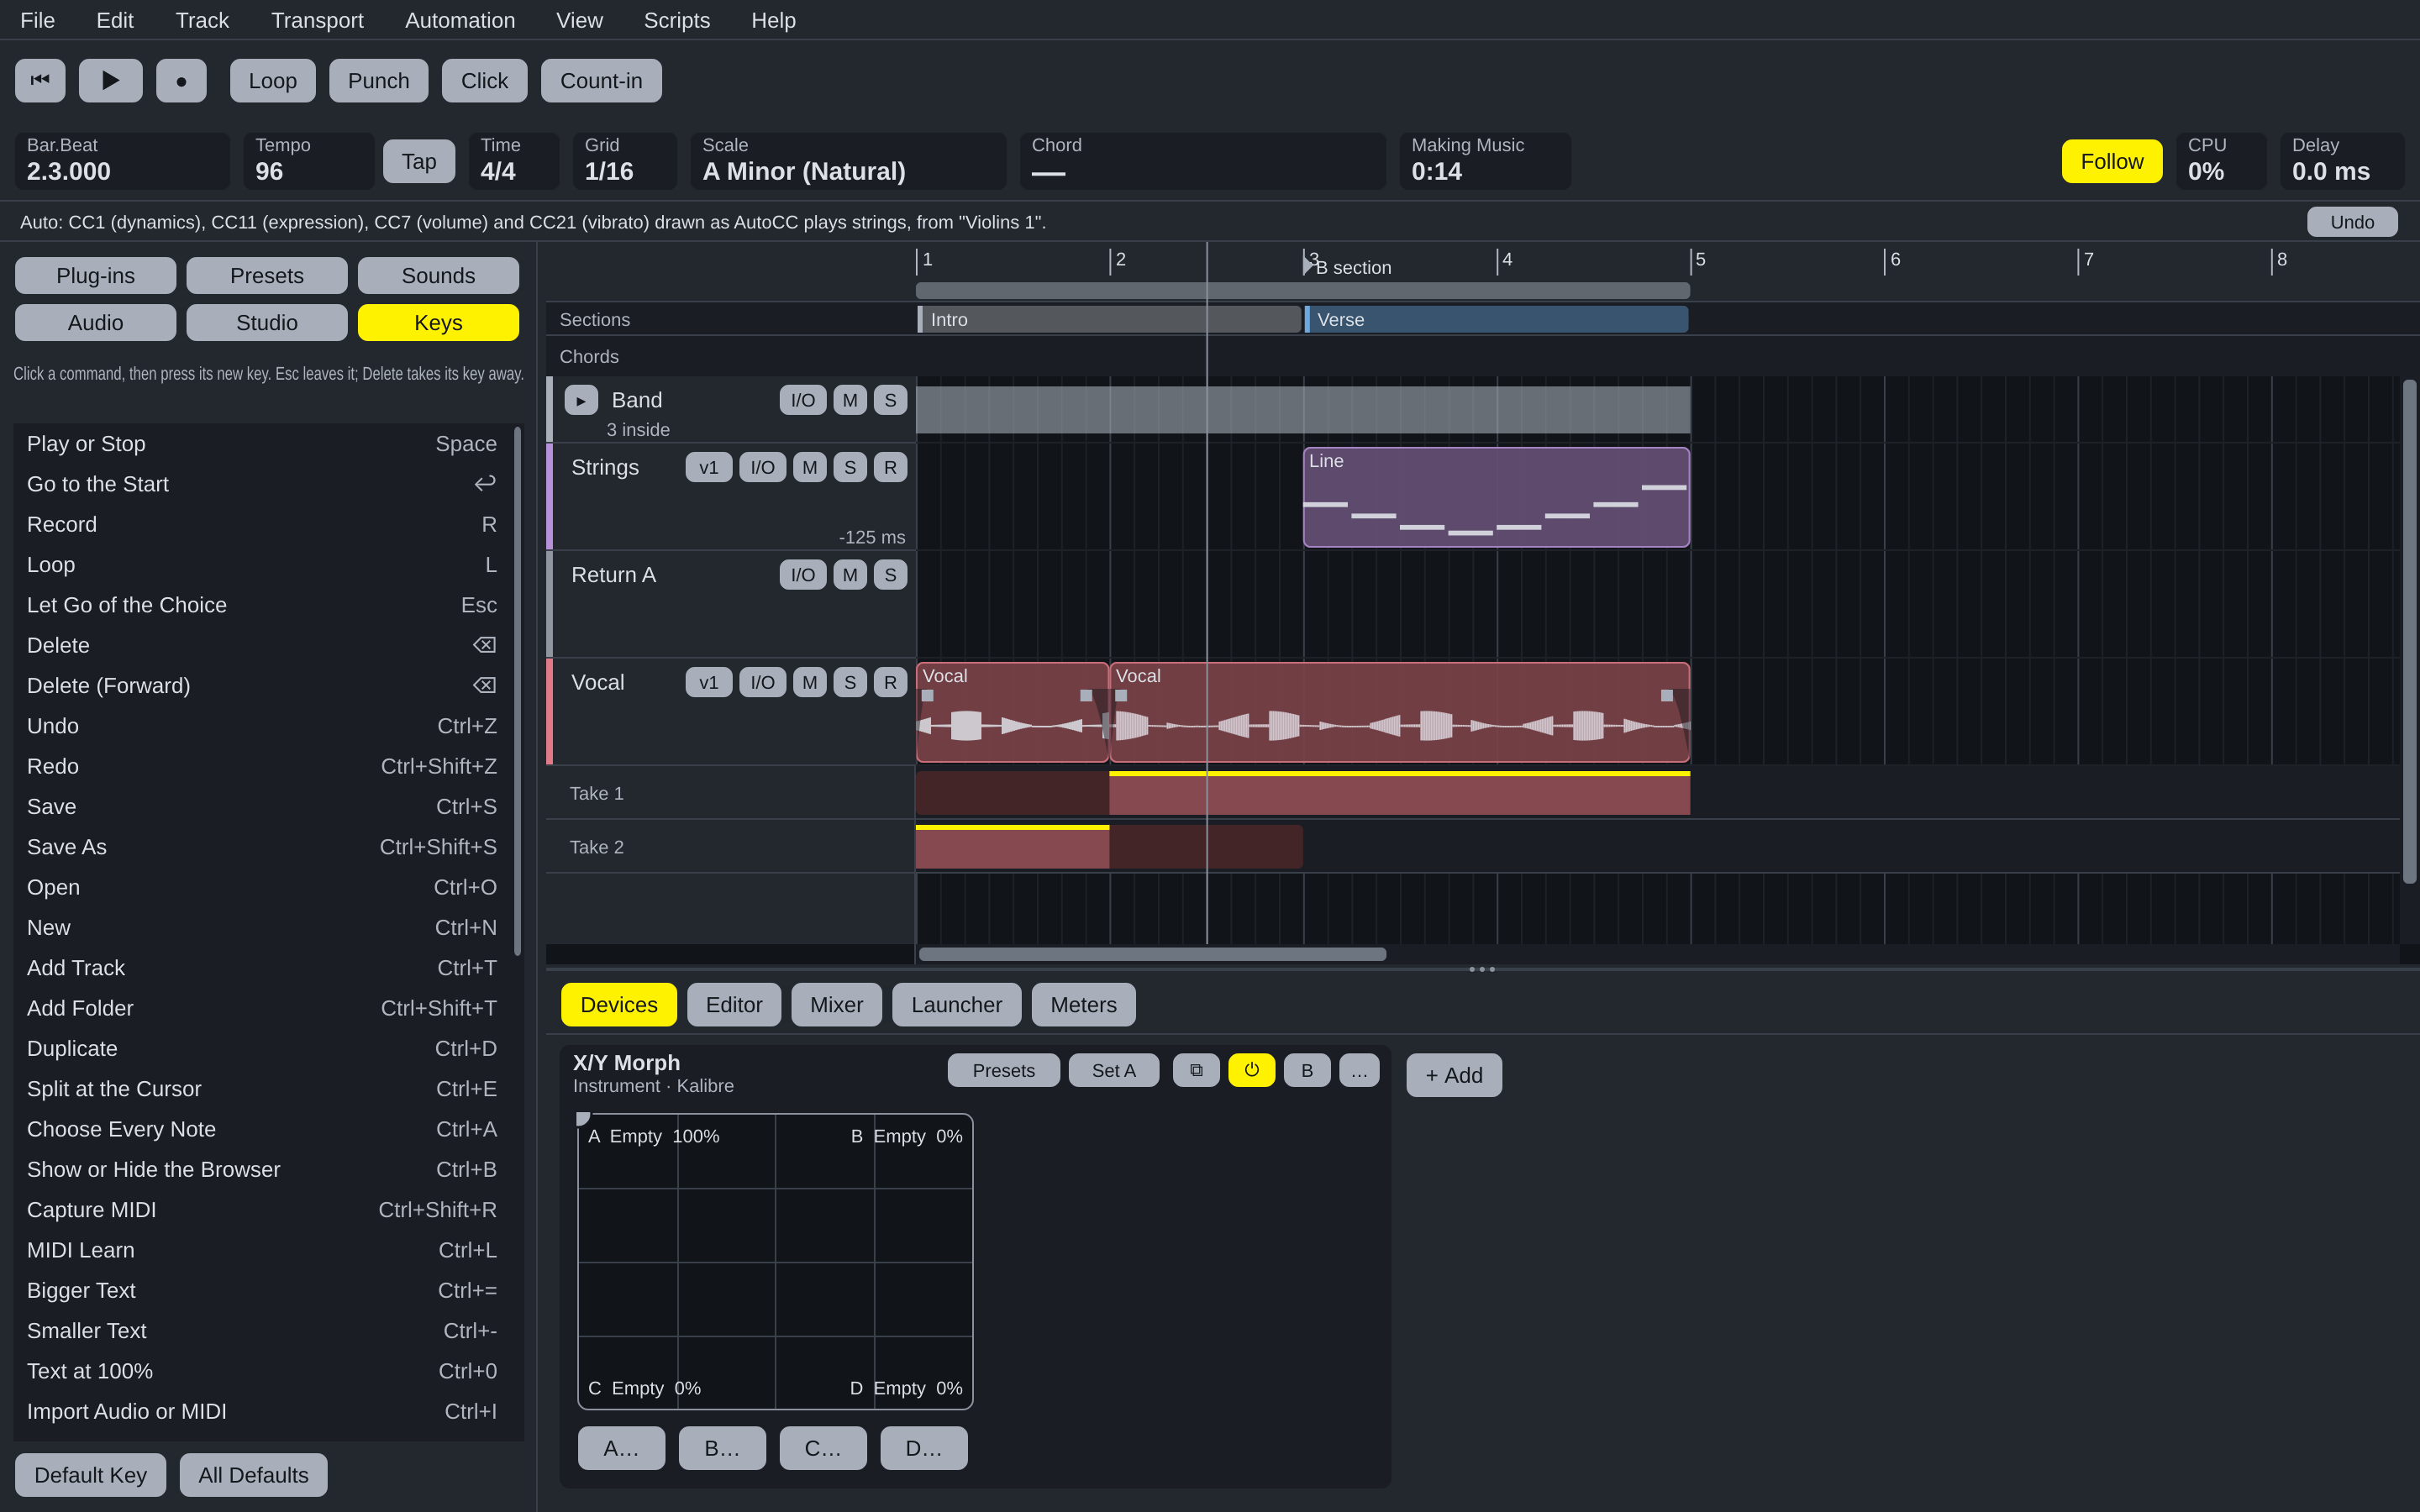 File Edit Track Transport Automation View Scripts Help
Loop Punch Click Count-in
Bar.Beat Tempo Time Grid Scale Chord Making Music CPU Delay
2.3.000 96 Tap 4/4 1/16 A Minor (Natural) — 0:14 Follow 0% 0.0 ms
Auto: CC1 (dynamics), CC11 (expression), CC7 (volume) and CC21 (vibrato) drawn as AutoCC plays strings, from "Violins 1". Undo
Plug-ins Presets Sounds
Audio Studio Keys
Click a command, then press its new key. Esc leaves it; Delete takes its key away.
Play or Stop Space
Go to the Start ↩
Record R
Loop L
Let Go of the Choice Esc
Delete ⌫
Delete (Forward) ⌫
Undo Ctrl+Z
Redo Ctrl+Shift+Z
Save Ctrl+S
Save As Ctrl+Shift+S
Open Ctrl+O
New Ctrl+N
Add Track Ctrl+T
Add Folder Ctrl+Shift+T
Duplicate Ctrl+D
Split at the Cursor Ctrl+E
Choose Every Note Ctrl+A
Show or Hide the Browser Ctrl+B
Capture MIDI Ctrl+Shift+R
MIDI Learn Ctrl+L
Bigger Text Ctrl+=
Smaller Text Ctrl+-
Text at 100% Ctrl+0
Import Audio or MIDI Ctrl+I
Default Key All Defaults
1 2 3 4 5 6 7 8
B section
Sections Intro Verse
Chords
Band I/O M S
3 inside
Strings v1 I/O M S R
Line
-125 ms
Return A I/O M S
Vocal v1 I/O M S R
Vocal Vocal
Take 1
Take 2
Devices Editor Mixer Launcher Meters
X/Y Morph Presets Set A B … + Add
Instrument · Kalibre
A Empty 100% B Empty 0%
C Empty 0% D Empty 0%
A… B… C… D…